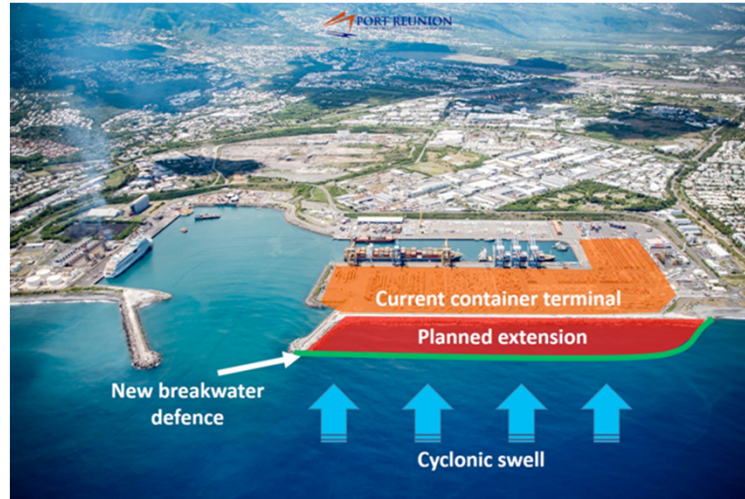 PORT REUNION
Current container terminal
Planned extension
New breakwater
defence
Cyclonic swell